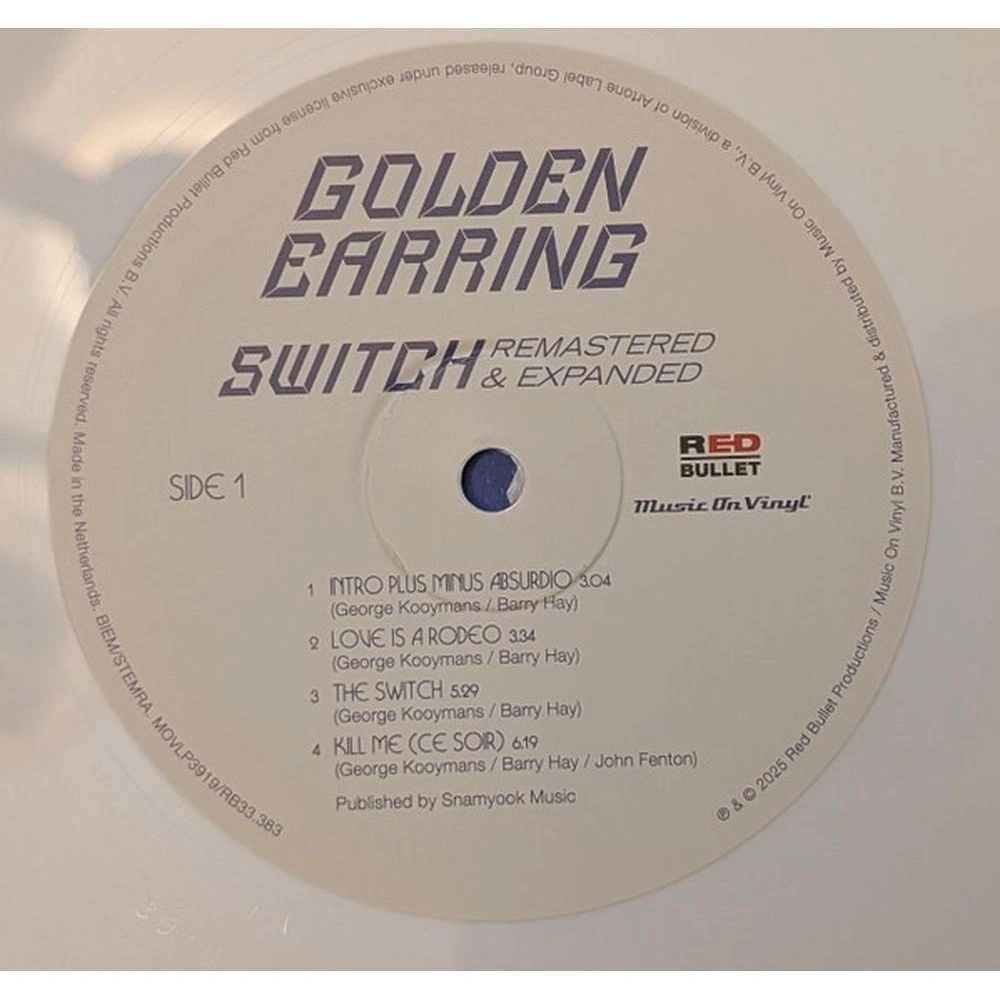 GOLDEN
EARRING
SWITCH REMASTERED
& EXPANDED
SIDE 1
RED
BULLET
Music On Vinyl
1 INTRO PLUS MINUS ABSURDIO 3.04
(George Kooymans / Barry Hay)
2 LOVE IS A RODEO 3.34
(George Kooymans / Barry Hay)
3 THE SWITCH 5.29
(George Kooymans / Barry Hay)
4 KILL ME (CE SOIR) 6.19
(George Kooymans / Barry Hay / John Fenton)
Published by Snamyook Music
℗ & © 2025 Red Bullet Productions / Music On Vinyl B.V. Manufactured & distributed by Music On Vinyl B.V., a division of Artone Label Group, released under exclusive license from Red Bullet Productions B.V. All rights reserved. Made in the Netherlands. BIEM/STEMRA. MOVLP3919/RB33.383